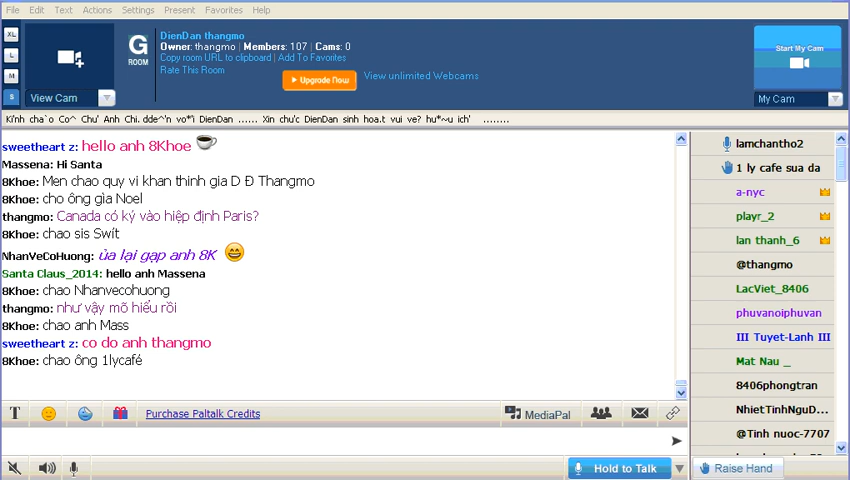 File Edit Text Actions Settings Present Favorites Help
XL
L
M
S
View Cam
G
ROOM
DienDan thangmo
Owner: thangmo | Members: 107 | Cams: 0
Copy room URL to clipboard | Add To Favorites
Rate This Room
Upgrade Now
View unlimited Webcams
Start My Cam
My Cam
Ki'nh cha`o Co^ Chu' Anh Chi. dde^'n vo*'i DienDan ...... Xin chu'c DienDan sinh hoa.t vui ve? hu*~u ich' ........
sweetheart z: hello anh 8Khoe
Massena: Hi Santa
8Khoe: Men chao quy vi khan thinh gia D Đ Thangmo
8Khoe: cho ông gìa Noel
thangmo: Canada có ký vào hiệp định Paris?
8Khoe: chao sis Swít
NhanVeCoHuong: ủa lại gạp anh 8K
Santa Claus_2014: hello anh Massena
8Khoe: chao Nhanvecohuong
thangmo: như vậy mõ hiểu rồi
8Khoe: chao anh Mass
sweetheart z: co do anh thangmo
8Khoe: chao ông 1lycafé
T
Purchase Paltalk Credits
MediaPal
Hold to Talk
lamchantho2
1 ly cafe sua da
a-nyc
playr_2
lan thanh_6
@thangmo
LacViet_8406
phuvanoiphuvan
III Tuyet-Lanh III
Mat Nau _
8406phongtran
NhietTinhNguD...
@Tinh nuoc-7707
Raise Hand